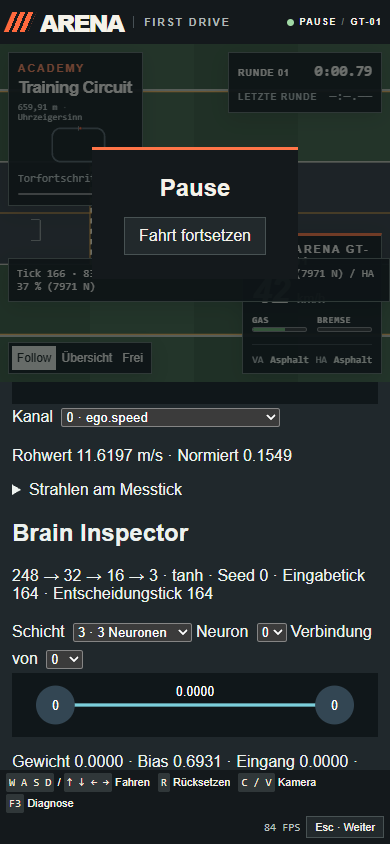 ARENA FIRST DRIVE PAUSE / GT-01
ACADEMY
Training Circuit
659,91 m ·
Uhrzeigersinn
RUNDE 01 0:00.79
LETZTE RUNDE —:—.——
Pause
Fahrt fortsetzen
ARENA GT-
Tick 166 ·
(7971 N) / HA
37 % (7971 N)
GAS BREMSE
VA Asphalt HA Asphalt
Follow Übersicht Frei
Kanal 0 · ego.speed
Rohwert 11.6197 m/s · Normiert 0.1549
▶ Strahlen am Messtick
Brain Inspector
248 → 32 → 16 → 3 · tanh · Seed 0 · Eingabetick
164 · Entscheidungstick 164
Schicht 3 · 3 Neuronen Neuron 0 Verbindung
von 0
0.0000
0 0
Gewicht 0.0000 · Bias 0.6931 · Eingang 0.0000 ·
W A S D / ↑ ↓ ← → Fahren R Rücksetzen C / V Kamera
F3 Diagnose
84 FPS Esc · Weiter